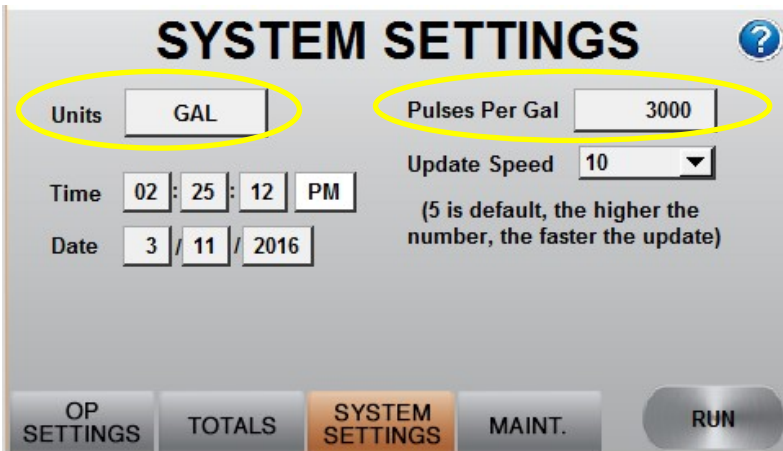 SYSTEM SETTINGS
?
Units GAL
Pulses Per Gal 3000
Update Speed 10
(5 is default, the higher the
number, the faster the update)
Time 02 : 25 : 12 PM
Date 3 / 11 / 2016
OP
SETTINGS
TOTALS
SYSTEM
SETTINGS
MAINT.
RUN